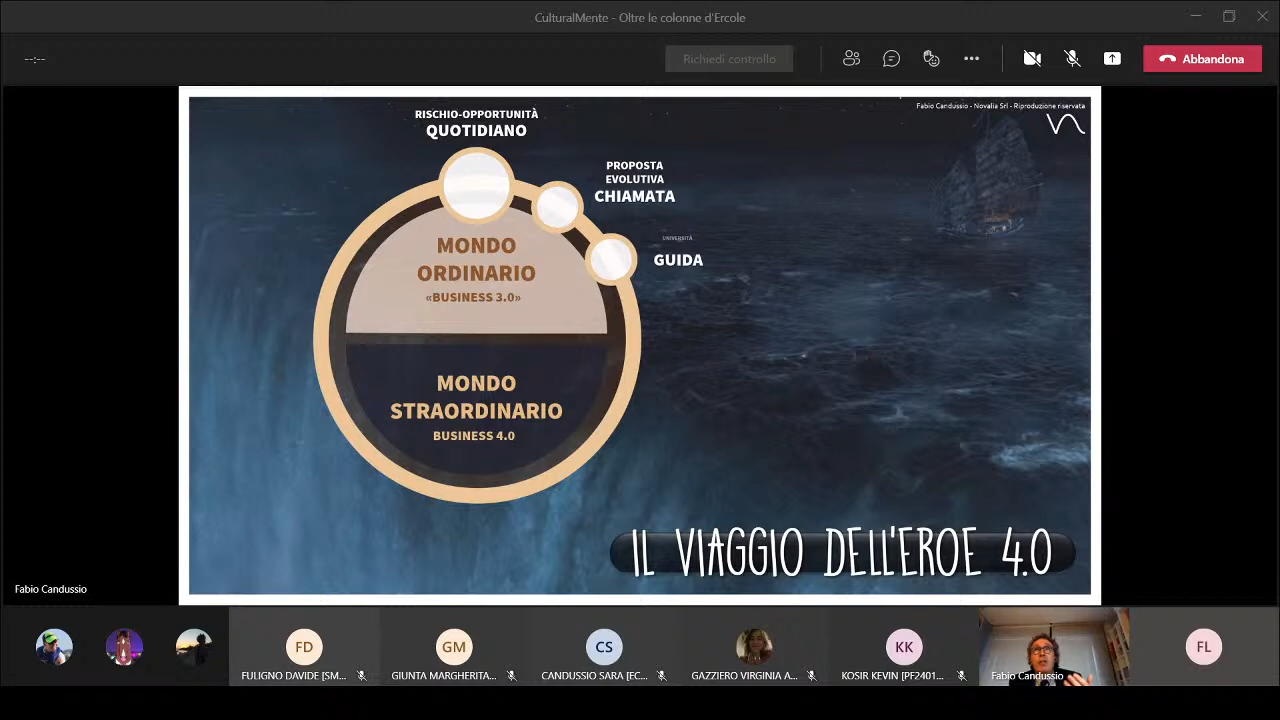 CulturalMente - Oltre le colonne d'Ercole
--:--
Richiedi controllo
Abbandona
Fabio Candussio - Novalia Srl - Riproduzione riservata
RISCHIO-OPPORTUNITÀ
QUOTIDIANO
PROPOSTA
EVOLUTIVA
CHIAMATA
UNIVERSITÀ
GUIDA
MONDO
ORDINARIO
«BUSINESS 3.0»
MONDO
STRAORDINARIO
BUSINESS 4.0
IL VIAGGIO DELL'EROE 4.0
Fabio Candussio
FD
GM
CS
KK
FL
FULIGNO DAVIDE [SM...
GIUNTA MARGHERITA...
CANDUSSIO SARA [EC...
GAZZIERO VIRGINIA A...
KOSIR KEVIN [PF2401...
Fabio Candussio